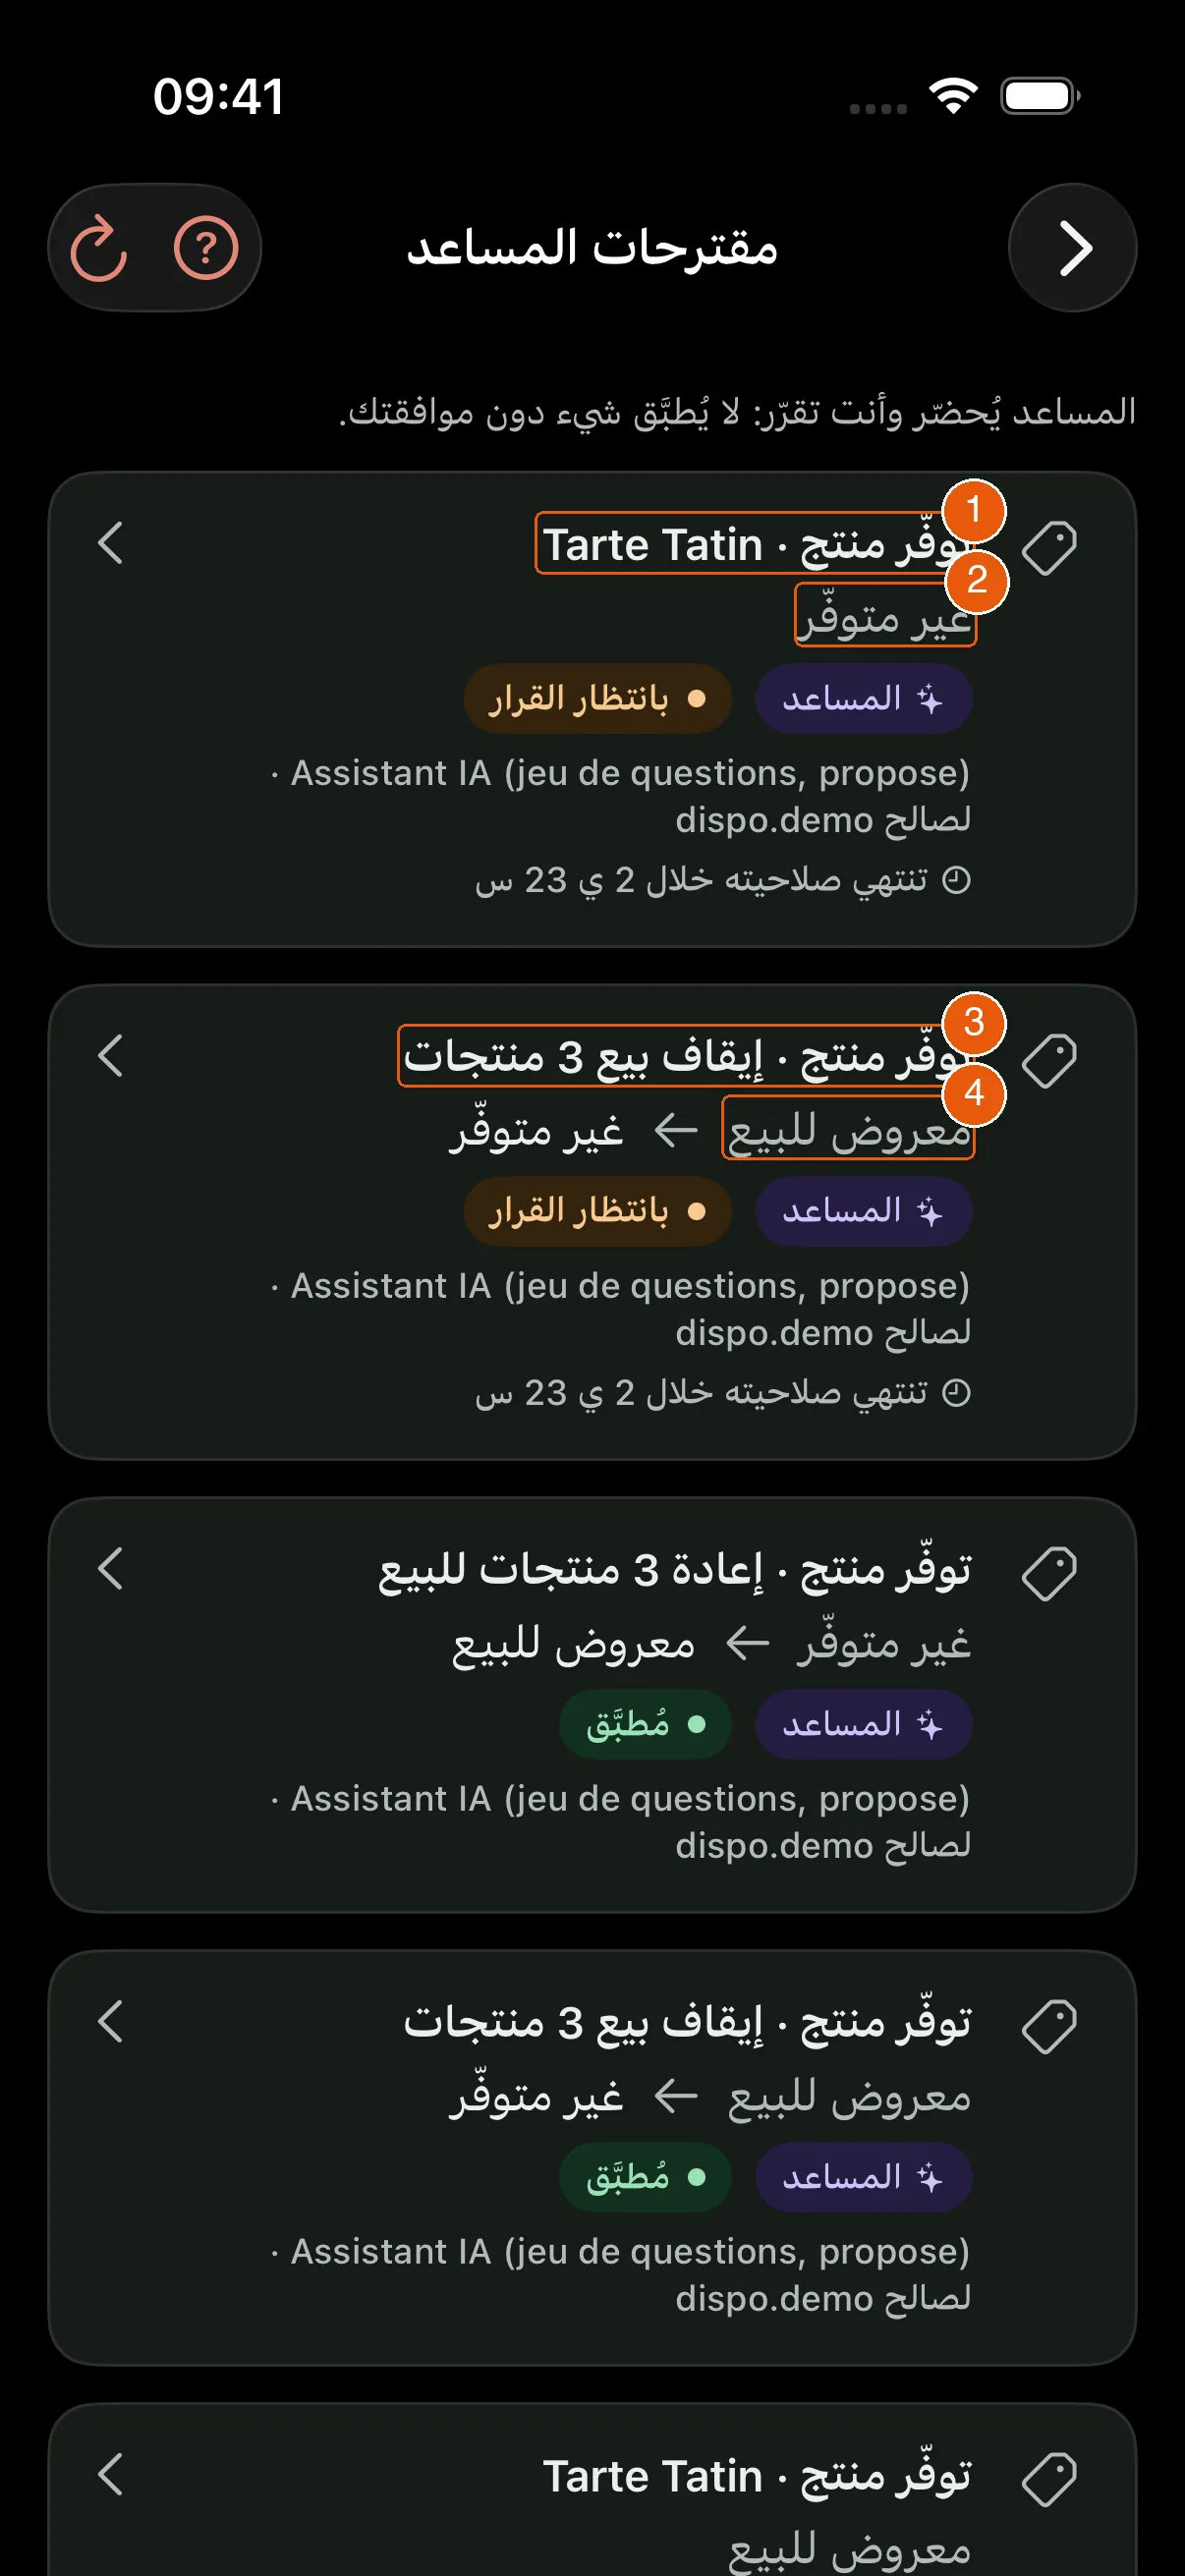 09:41
مقترحات المساعد
المساعد يُحضّر وأنت تقرّر: لا يُطبَّق شيء دون موافقتك.
1
توفّر منتج · Tarte Tatin
2
غير متوفّر
المساعد
بانتظار القرار
Assistant IA (jeu de questions, propose) ·
لصالح dispo.demo
تنتهي صلاحيته خلال 2 ي 23 س
3
توفّر منتج · إيقاف بيع 3 منتجات
4
معروض للبيع ← غير متوفّر
المساعد
بانتظار القرار
Assistant IA (jeu de questions, propose) ·
لصالح dispo.demo
تنتهي صلاحيته خلال 2 ي 23 س
توفّر منتج · إعادة 3 منتجات للبيع
غير متوفّر ← معروض للبيع
المساعد
مُطبَّق
Assistant IA (jeu de questions, propose) ·
لصالح dispo.demo
توفّر منتج · إيقاف بيع 3 منتجات
معروض للبيع ← غير متوفّر
المساعد
مُطبَّق
Assistant IA (jeu de questions, propose) ·
لصالح dispo.demo
توفّر منتج · Tarte Tatin
معروض للبيع